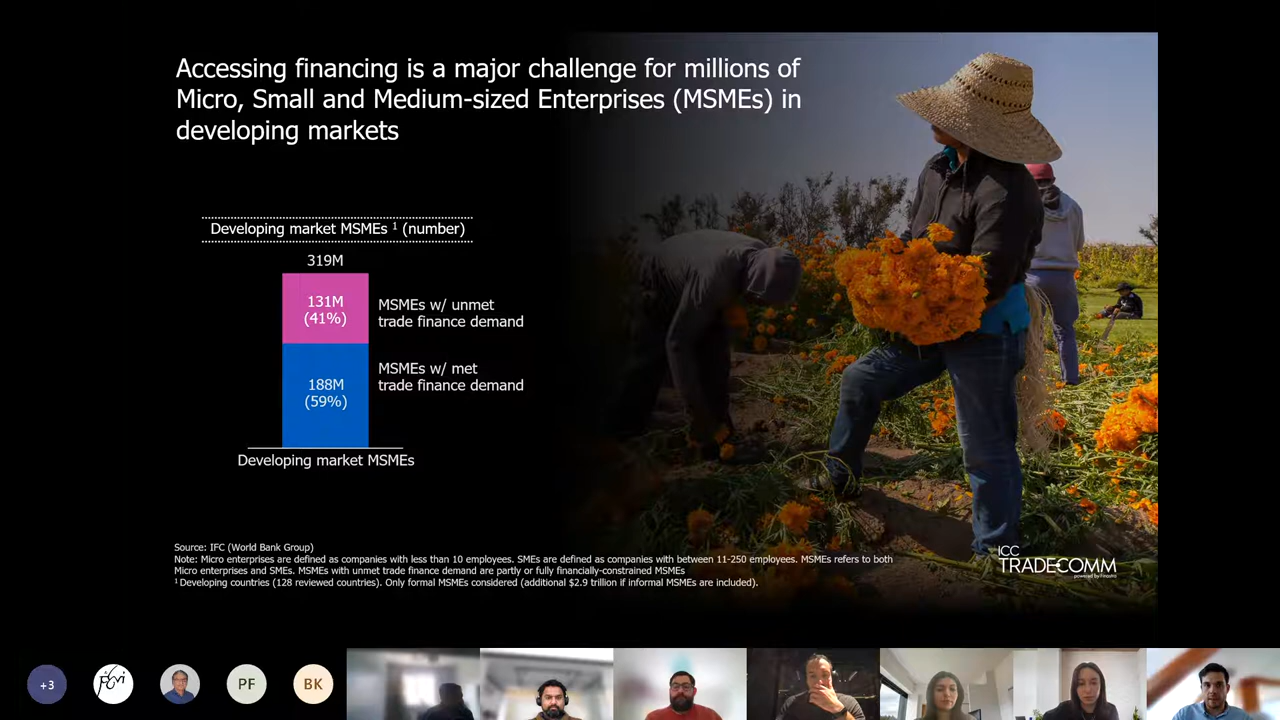 Accessing financing is a major challenge for millions of
Micro, Small and Medium-sized Enterprises (MSMEs) in
developing markets
Developing market MSMEs ¹ (number)
319M
131M
(41%)
MSMEs w/ unmet
trade finance demand
188M
(59%)
MSMEs w/ met
trade finance demand
Developing market MSMEs
Source: IFC (World Bank Group)
Note: Micro enterprises are defined as companies with less than 10 employees. SMEs are defined as companies with between 11-250 employees. MSMEs refers to both
Micro enterprises and SMEs. MSMEs with unmet trade finance demand are partly or fully financially-constrained MSMEs
¹ Developing countries (128 reviewed countries). Only formal MSMEs considered (additional $2.9 trillion if informal MSMEs are included).
ICC
TRADECOMM
powered by Finastra
+3
PF
BK